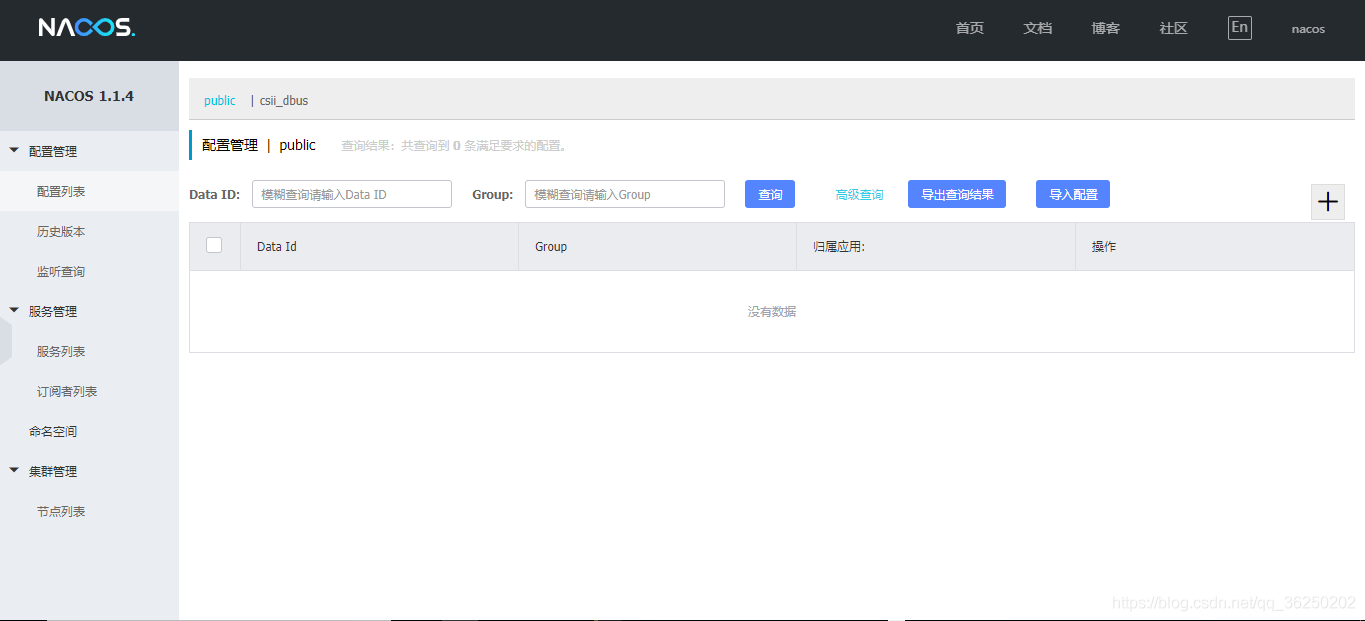 NACOS.
首页 文档 博客 社区 En nacos
NACOS 1.1.4
配置管理
配置列表
历史版本
监听查询
服务管理
服务列表
订阅者列表
命名空间
集群管理
节点列表
public | csii_dbus
配置管理 | public 查询结果：共查询到 0 条满足要求的配置。
Data ID: 模糊查询请输入Data ID Group: 模糊查询请输入Group 查询 高级查询 导出查询结果 导入配置
Data Id Group 归属应用: 操作
没有数据
https://blog.csdn.net/qq_36250202